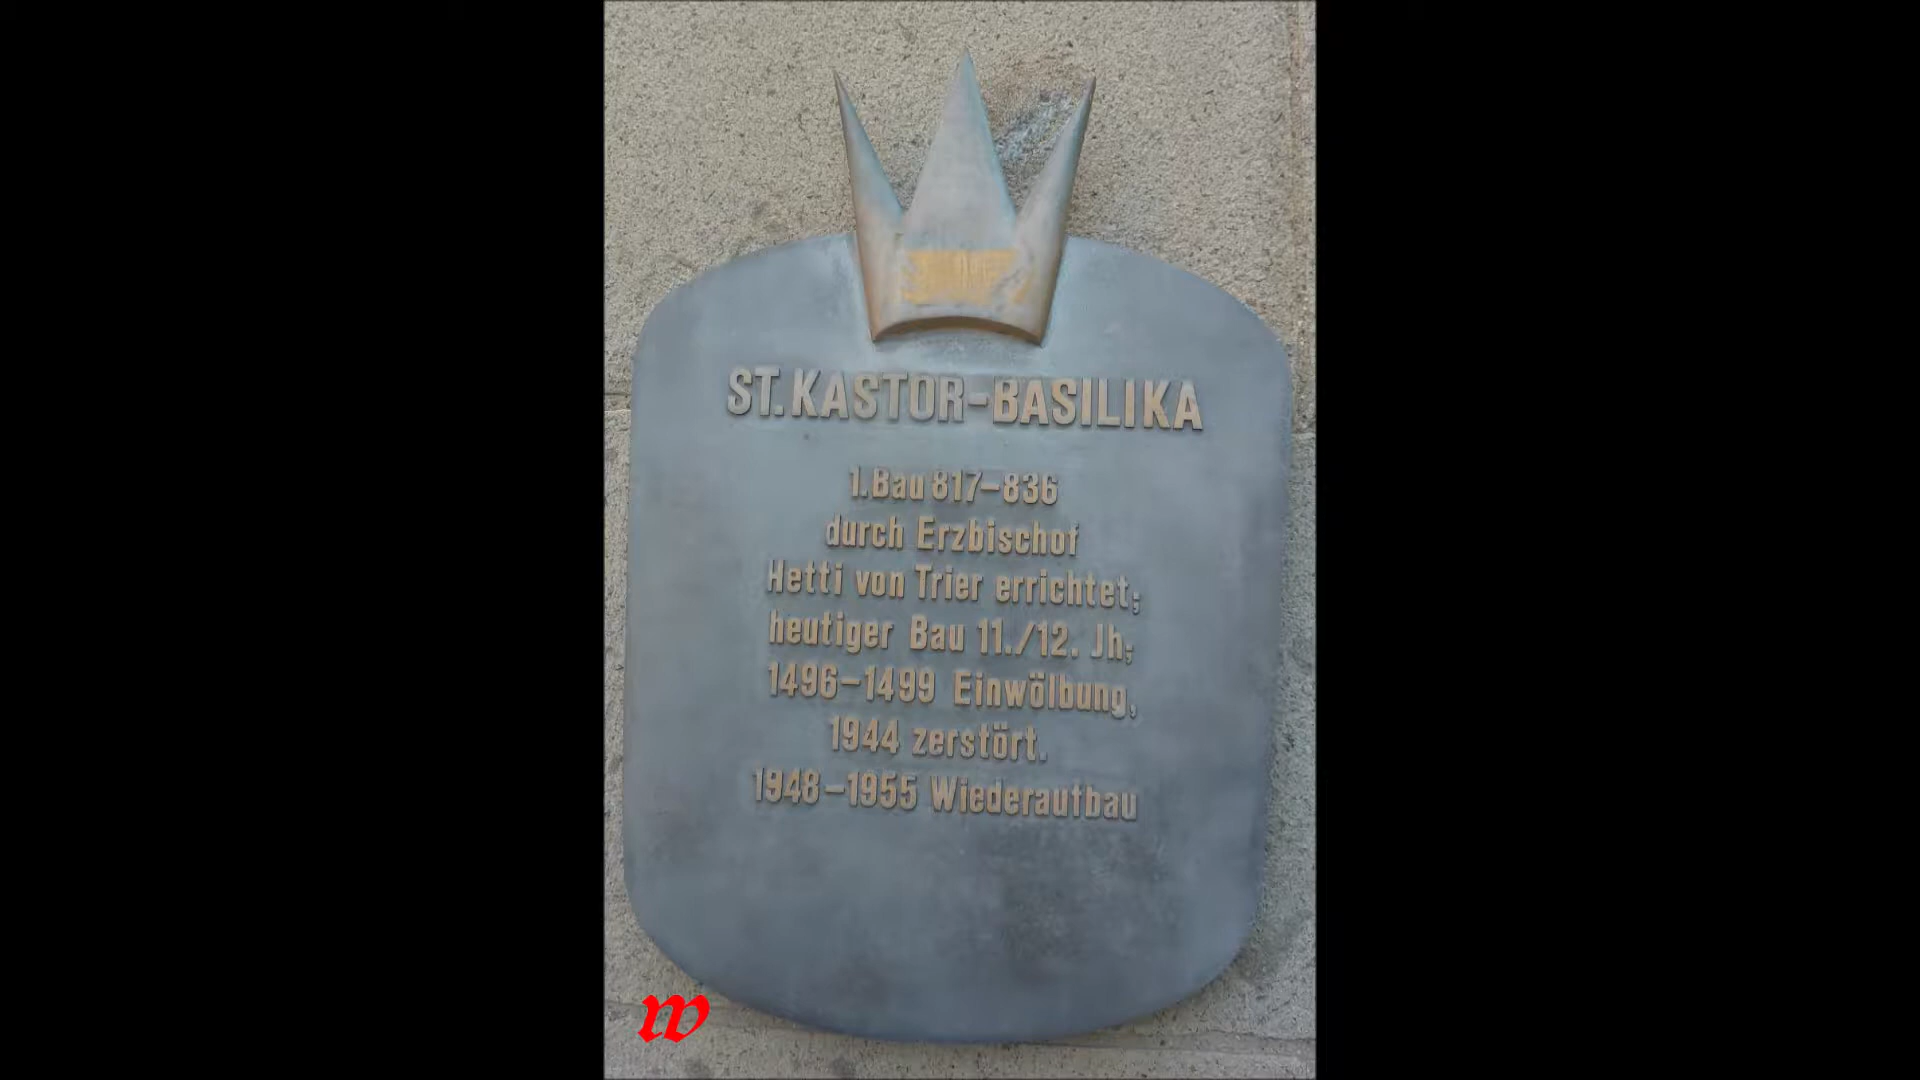 ST. KASTOR-BASILIKA
1. Bau 817-836
durch Erzbischof
Hetti von Trier errichtet;
heutiger Bau 11./12. Jh;
1496-1499 Einwölbung,
1944 zerstört.
1948-1955 Wiederaufbau
w